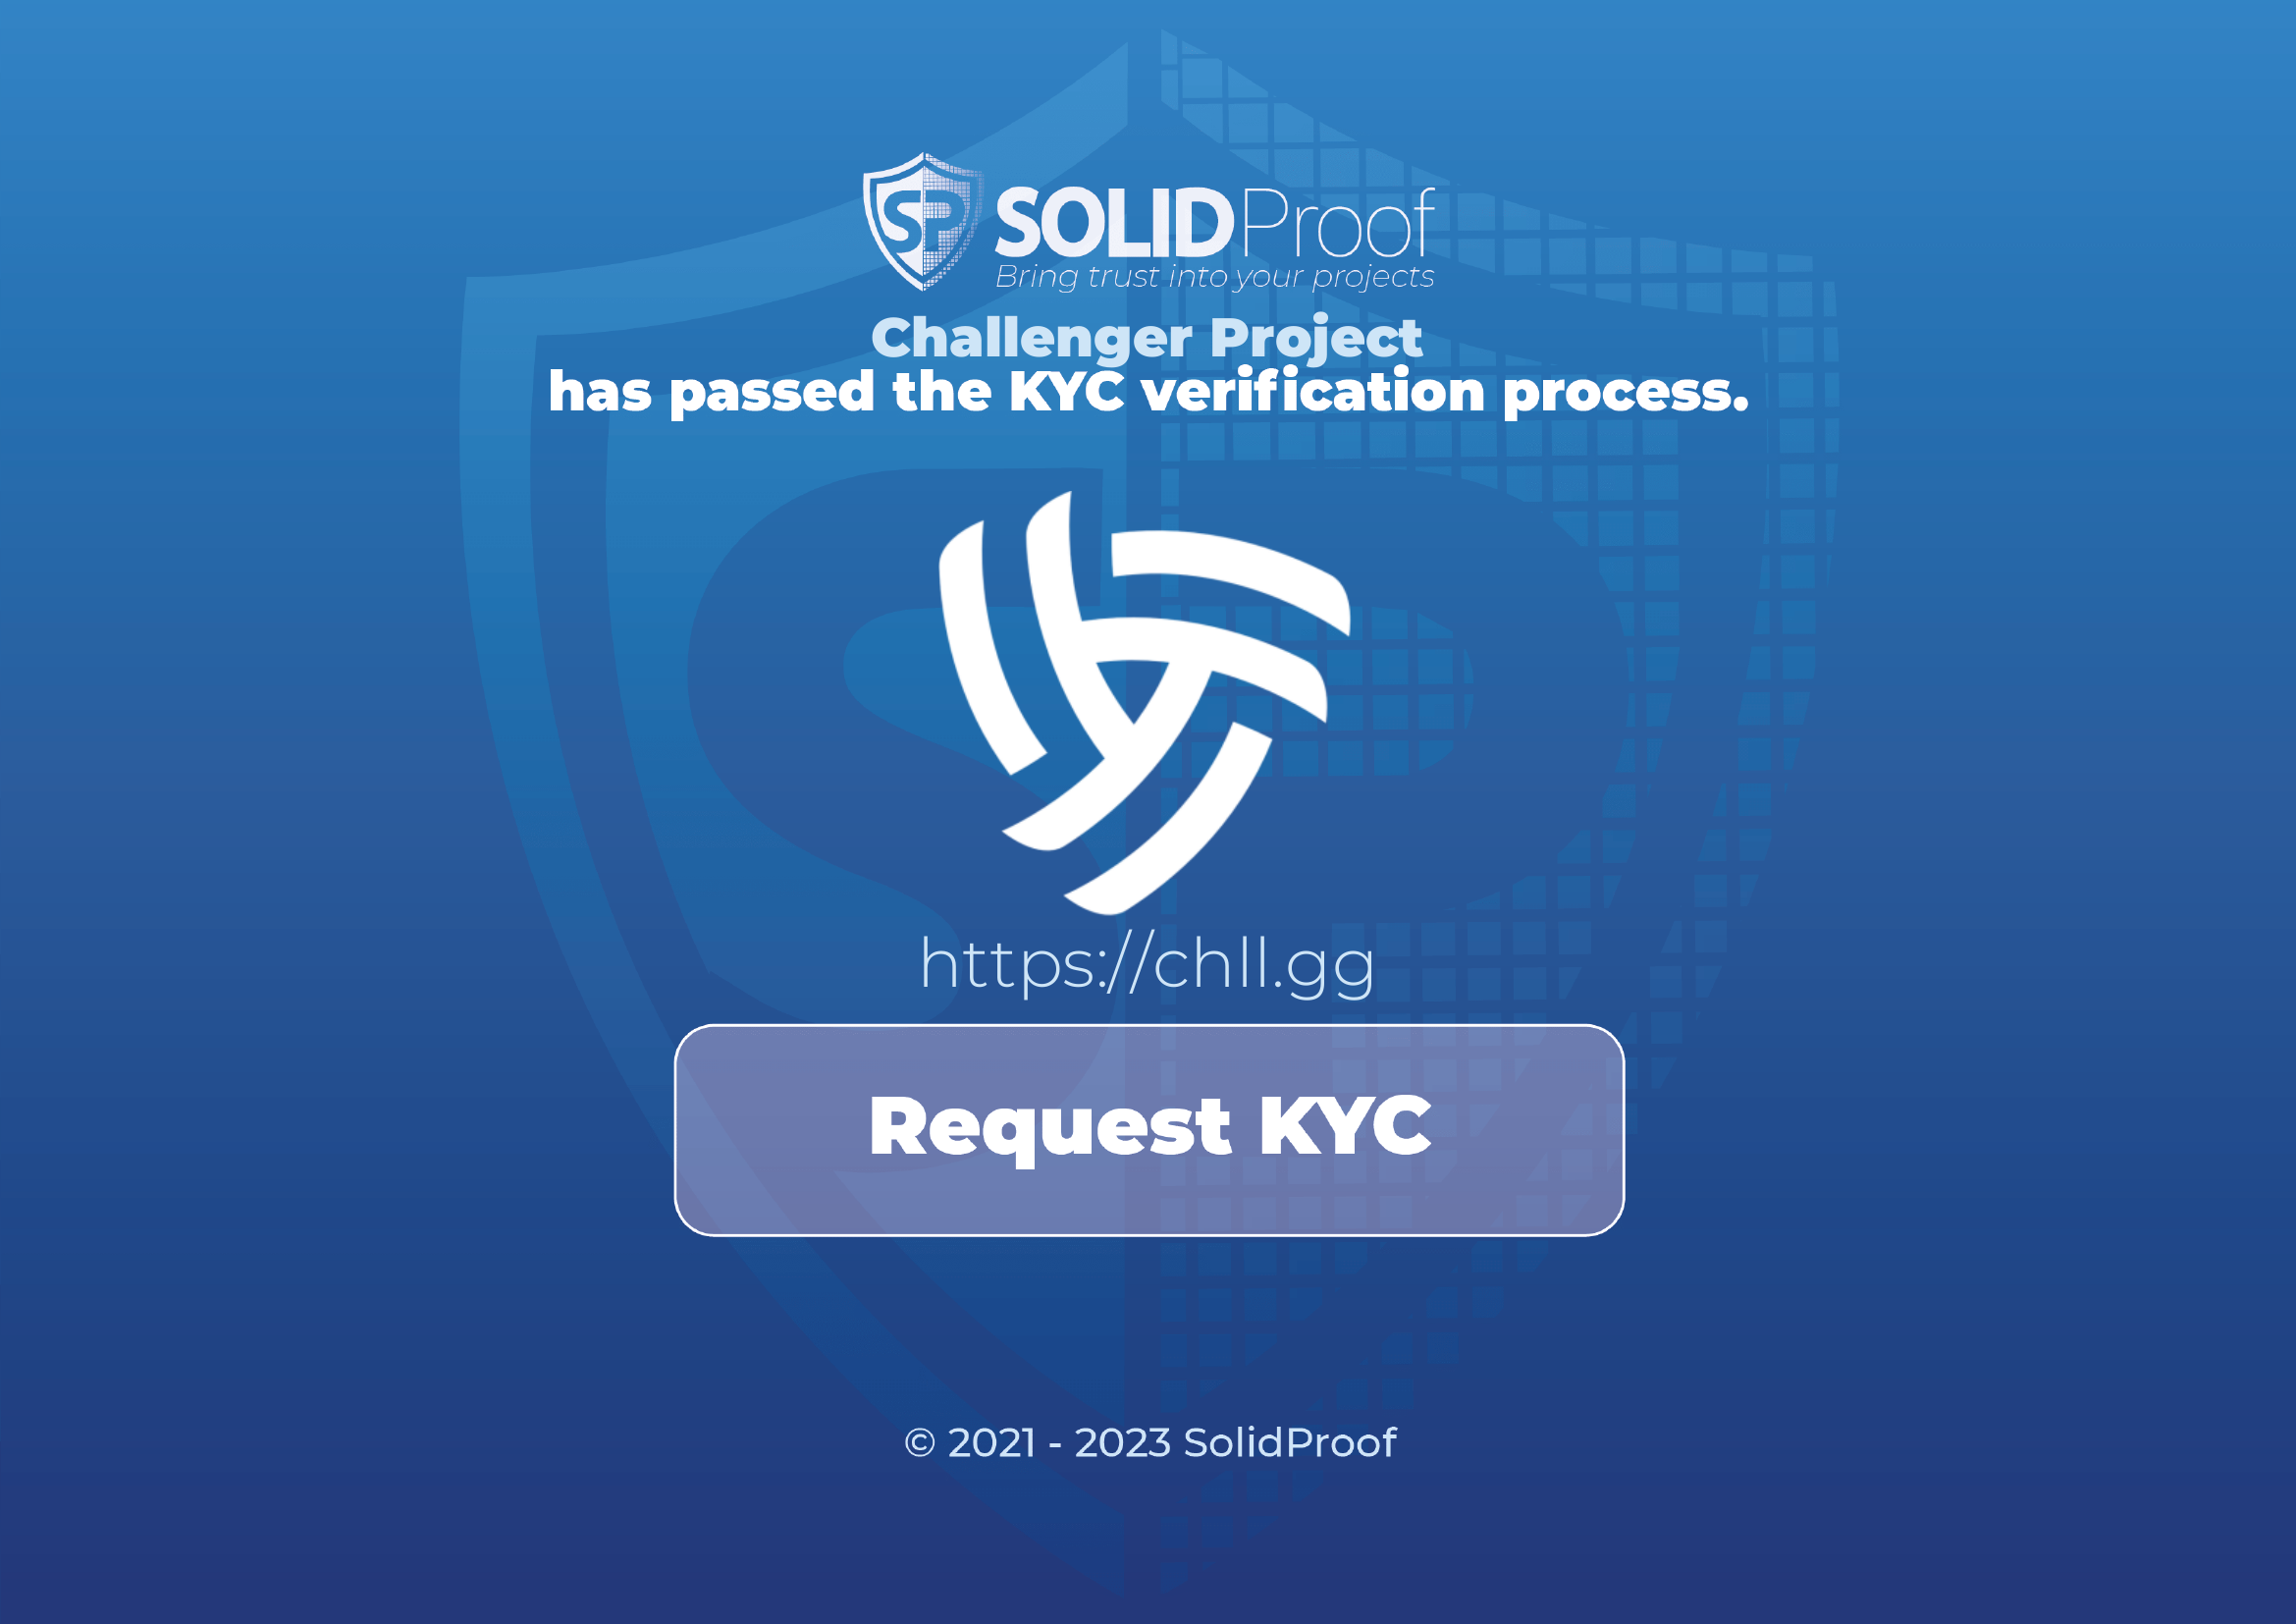 SP SOLIDProof
Bring trust into your projects
Challenger Project
has passed the KYC verification process.
https://chll.gg
Request KYC
© 2021 - 2023 SolidProof